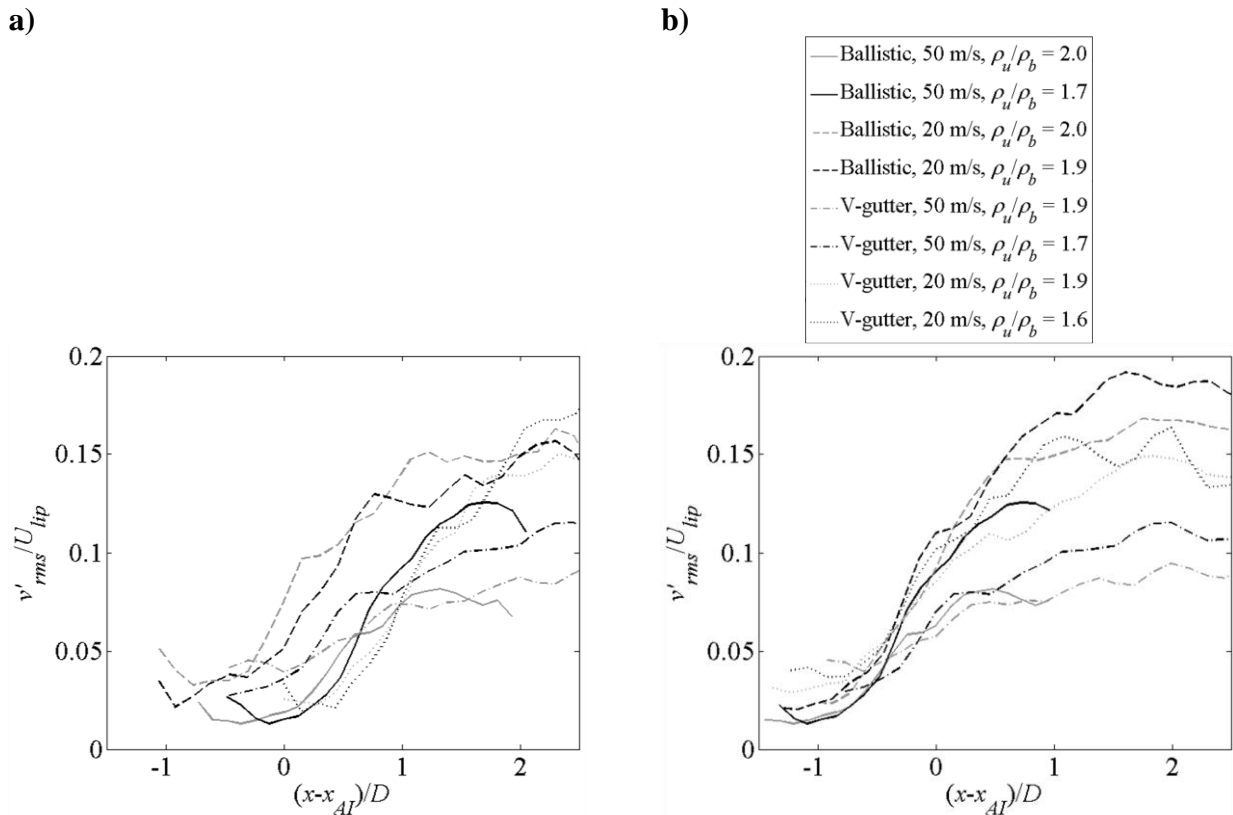 a)
b)
Ballistic, 50 m/s, ρu/ρb = 2.0
Ballistic, 50 m/s, ρu/ρb = 1.7
Ballistic, 20 m/s, ρu/ρb = 2.0
Ballistic, 20 m/s, ρu/ρb = 1.9
V-gutter, 50 m/s, ρu/ρb = 1.9
V-gutter, 50 m/s, ρu/ρb = 1.7
V-gutter, 20 m/s, ρu/ρb = 1.9
V-gutter, 20 m/s, ρu/ρb = 1.6
0.2
0.15
0.1
0.05
0
v'rms/Ulip
-1 0 1 2
(x-xAI)/D
0.2
0.15
0.1
0.05
0
v'rms/Ulip
-1 0 1 2
(x-xAI)/D